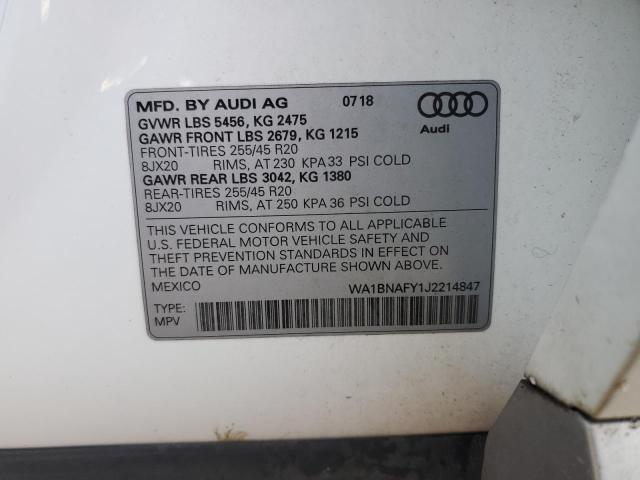 MFD. BY AUDI AG 07 18
GVWR LBS 5456, KG 2475
GAWR FRONT LBS 2679, KG 1215
FRONT-TIRES 255/45 R20
8JX20 RIMS, AT 230 KPA 33 PSI COLD
GAWR REAR LBS 3042, KG 1380
REAR-TIRES 255/45 R20
8JX20 RIMS, AT 250 KPA 36 PSI COLD
Audi
THIS VEHICLE CONFORMS TO ALL APPLICABLE
U.S. FEDERAL MOTOR VEHICLE SAFETY AND
THEFT PREVENTION STANDARDS IN EFFECT ON
THE DATE OF MANUFACTURE SHOWN ABOVE.
MEXICO WA1BNAFY1J2214847
TYPE:
MPV